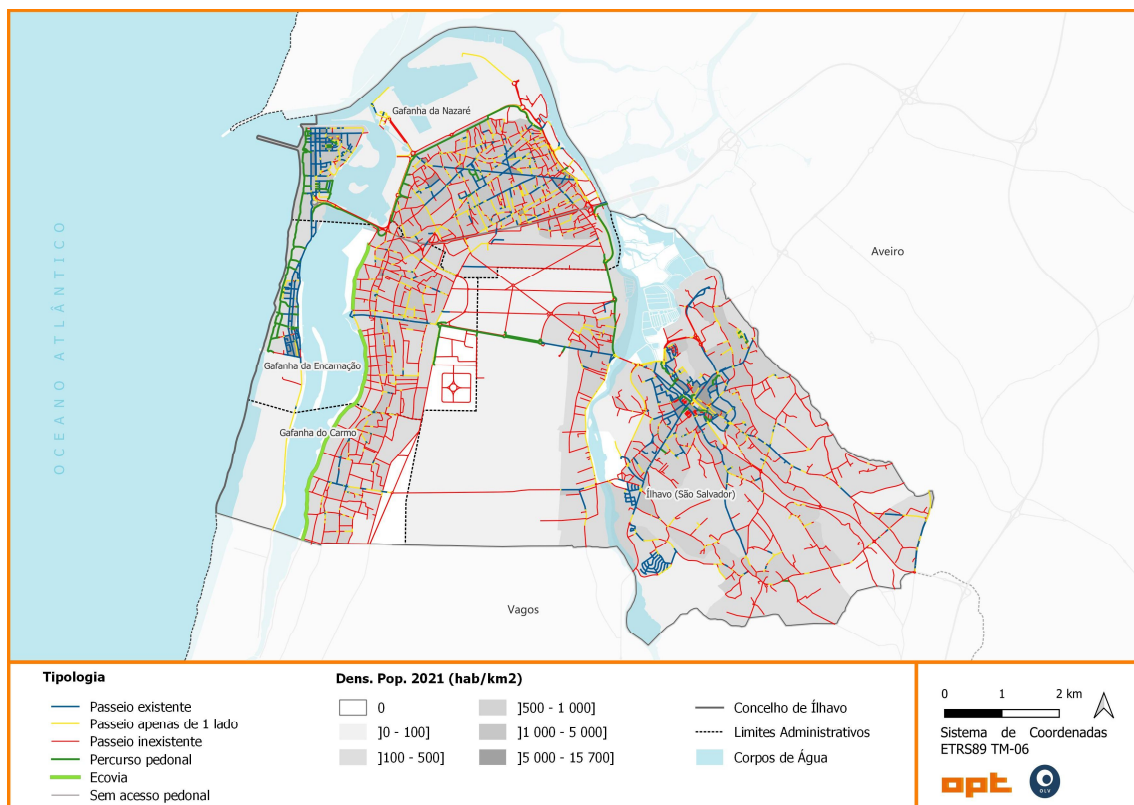 Gafanha da Nazaré
OCEANO ATLÂNTICO
Aveiro
Gafanha da Encarnação
Gafanha do Carmo
Ílhavo (São Salvador)
Vagos
Tipologia
Passeio existente
Passeio apenas de 1 lado
Passeio inexistente
Percurso pedonal
Ecovia
Sem acesso pedonal
Dens. Pop. 2021 (hab/km2)
0
]0 - 100]
]100 - 500]
]500 - 1 000]
]1 000 - 5 000]
]5 000 - 15 700]
Concelho de Ílhavo
Limites Administrativos
Corpos de Água
0 1 2 km
Sistema de Coordenadas
ETRS89 TM-06
opt
OLV